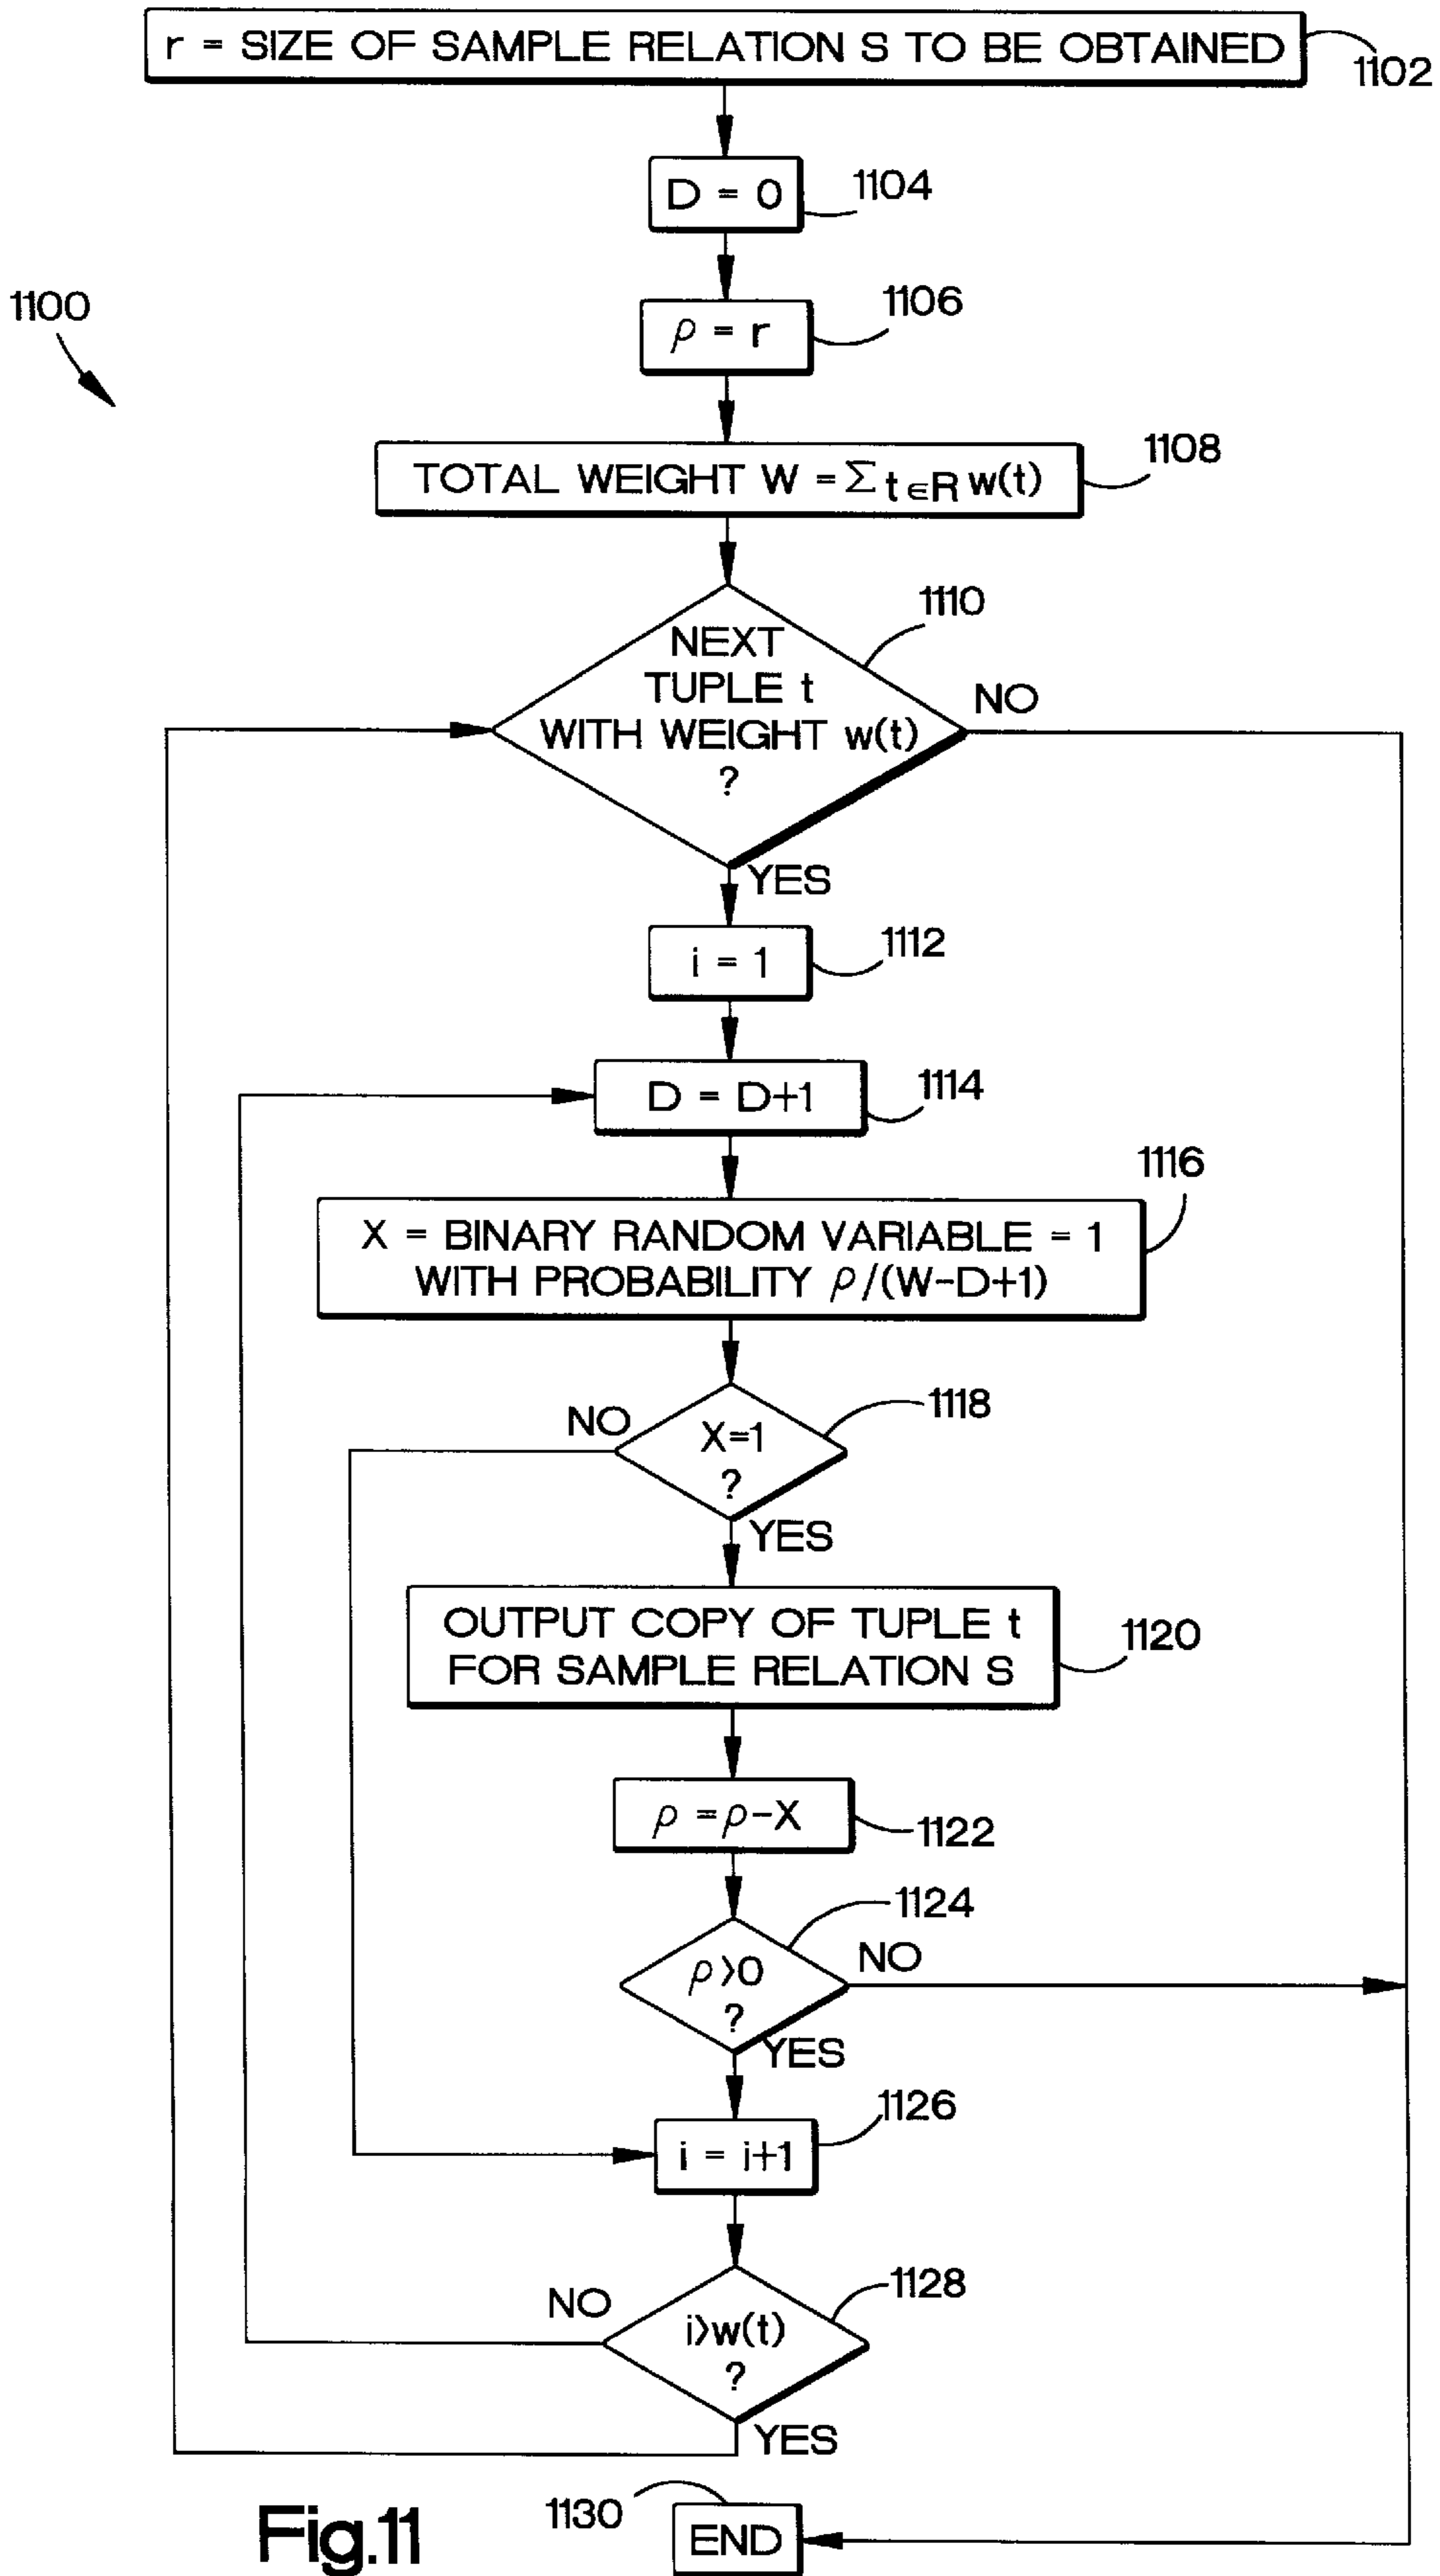 r = SIZE OF SAMPLE RELATION S TO BE OBTAINED
1102
D = 0
1104
1100
ρ = r
1106
TOTAL WEIGHT W = Σ t∈R w(t)
1108
1110
NEXT
TUPLE t
WITH WEIGHT w(t)
?
NO
YES
i = 1
1112
D = D+1
1114
1116
X = BINARY RANDOM VARIABLE = 1
WITH PROBABILITY ρ/(W-D+1)
1118
NO
X=1
?
YES
OUTPUT COPY OF TUPLE t
FOR SAMPLE RELATION S
1120
ρ = ρ-X
1122
1124
ρ>0
?
NO
YES
1126
i = i+1
1128
NO
i>w(t)
?
YES
Fig.11
1130
END